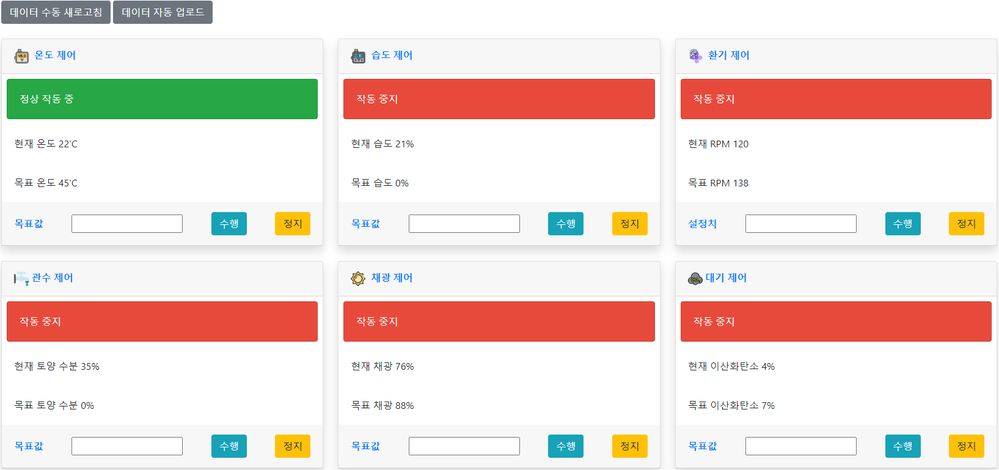 데이터 수동 새로고침
데이터 자동 업로드
온도 제어
정상 작동 중
현재 온도 22'C
목표 온도 45'C
목표값
수행
정지
습도 제어
작동 중지
현재 습도 21%
목표 습도 0%
목표값
수행
정지
환기 제어
작동 중지
현재 RPM 120
목표 RPM 138
설정치
수행
정지
관수 제어
작동 중지
현재 토양 수분 35%
목표 토양 수분 0%
목표값
수행
정지
채광 제어
작동 중지
현재 채광 76%
목표 채광 88%
목표값
수행
정지
대기 제어
작동 중지
현재 이산화탄소 4%
목표 이산화탄소 7%
목표값
수행
정지